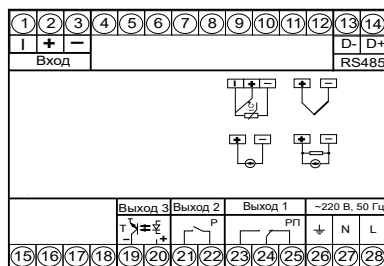 1 2 3 4 5 6 7 8 9 10 11 12 13 14
I + − D- D+
Вход RS485
I + − + −
t°
+ − + −
Выход 3 Выход 2 Выход 1 ~220 В, 50 Гц
T P РП N L
− +
15 16 17 18 19 20 21 22 23 24 25 26 27 28